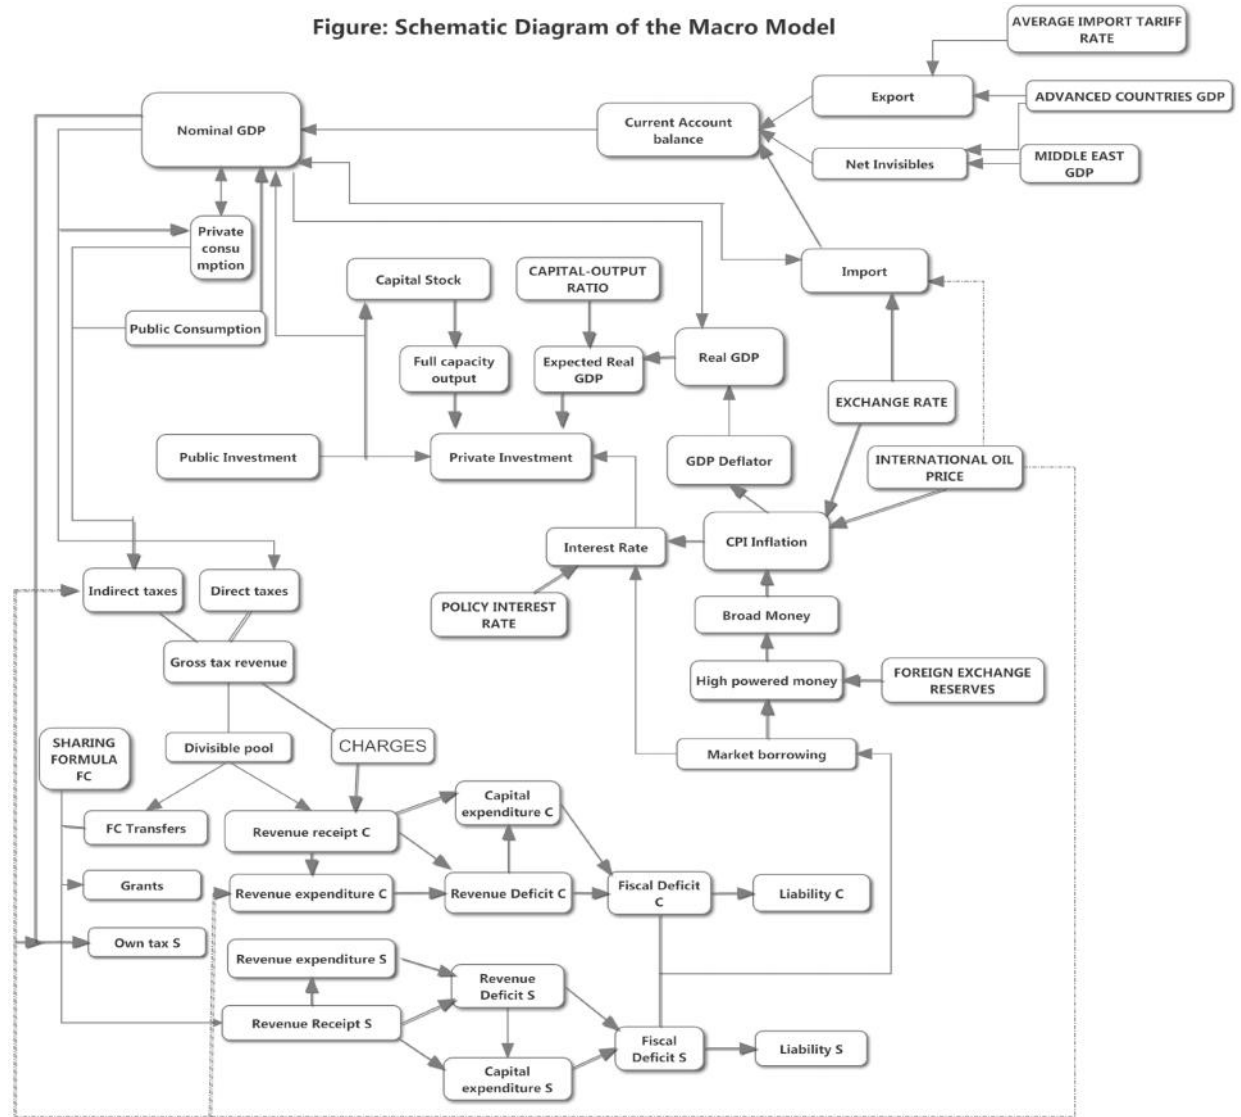 Figure: Schematic Diagram of the Macro Model
AVERAGE IMPORT TARIFF
RATE
Export
ADVANCED COUNTRIES GDP
Nominal GDP
Current Account
balance
Net Invisibles
MIDDLE EAST
GDP
Private
consu
mption
Import
Capital Stock
CAPITAL-OUTPUT
RATIO
Public Consumption
Full capacity
output
Expected Real
GDP
Real GDP
EXCHANGE RATE
Public Investment
Private Investment
GDP Deflator
INTERNATIONAL OIL
PRICE
Interest Rate
CPI Inflation
Indirect taxes
Direct taxes
POLICY INTEREST
RATE
Broad Money
Gross tax revenue
High powered money
FOREIGN EXCHANGE
RESERVES
SHARING
FORMULA
FC
Divisible pool
CHARGES
Market borrowing
FC Transfers
Revenue receipt C
Capital
expenditure C
Grants
Revenue expenditure C
Revenue Deficit C
Fiscal Deficit
C
Liability C
Own tax S
Revenue expenditure S
Revenue
Deficit S
Revenue Receipt S
Fiscal
Deficit S
Liability S
Capital
expenditure S